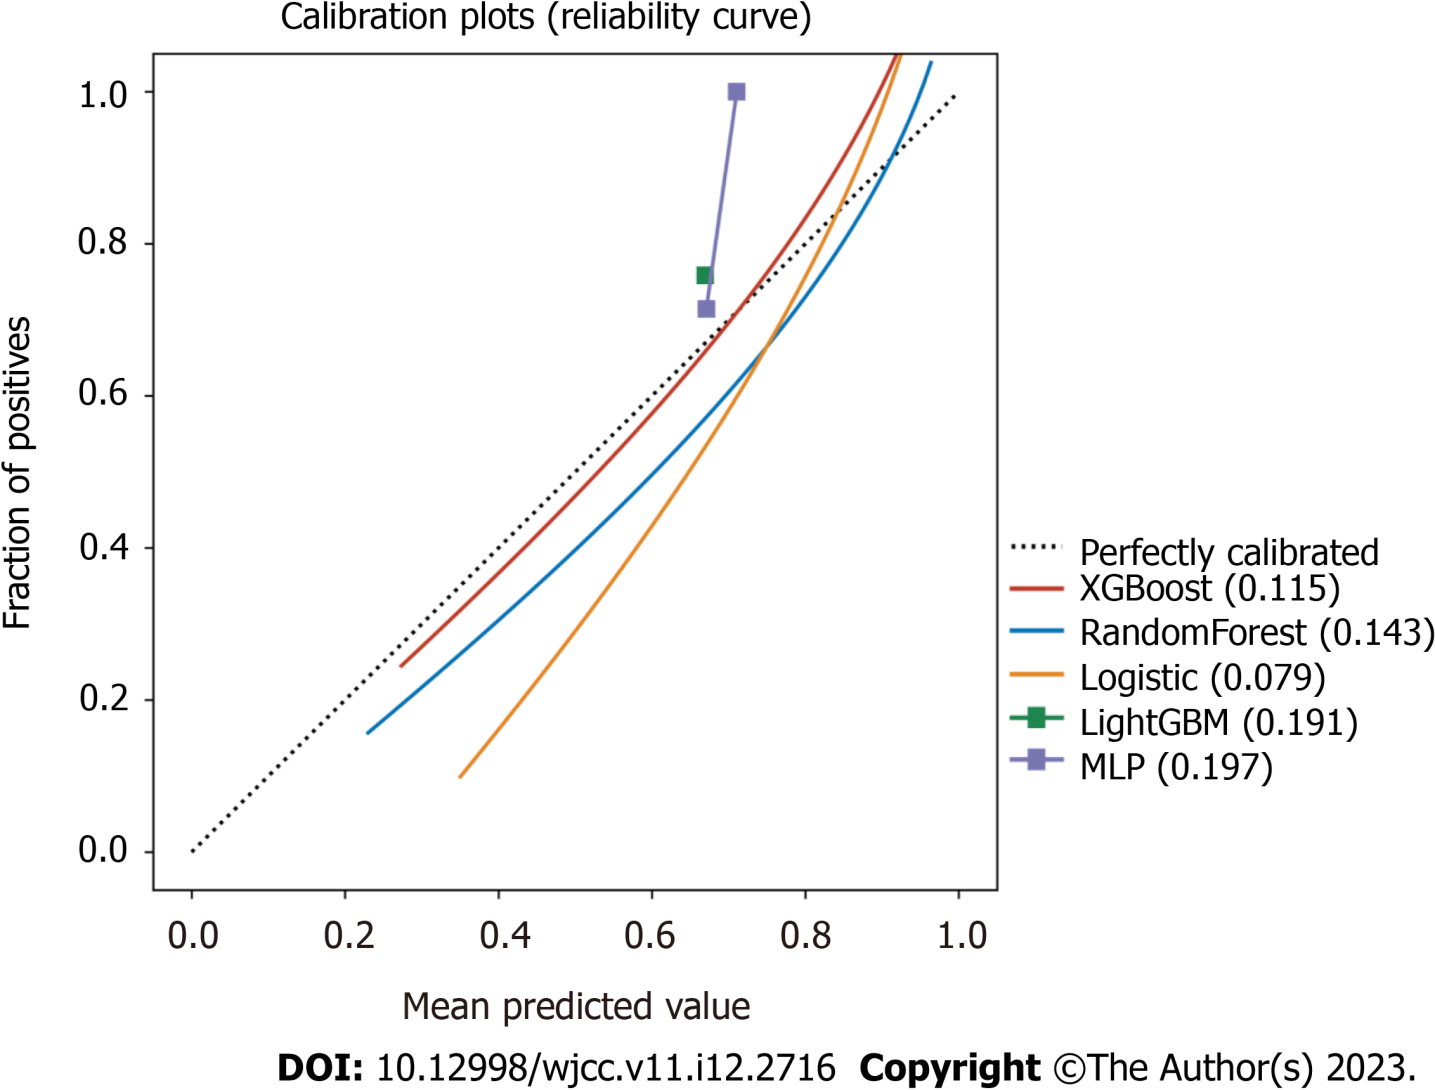 Calibration plots (reliability curve)
1.0
0.8
0.6
0.4
0.2
0.0
Fraction of positives
0.0 0.2 0.4 0.6 0.8 1.0
Mean predicted value
Perfectly calibrated
XGBoost (0.115)
RandomForest (0.143)
Logistic (0.079)
LightGBM (0.191)
MLP (0.197)
DOI: 10.12998/wjcc.v11.i12.2716 Copyright ©The Author(s) 2023.